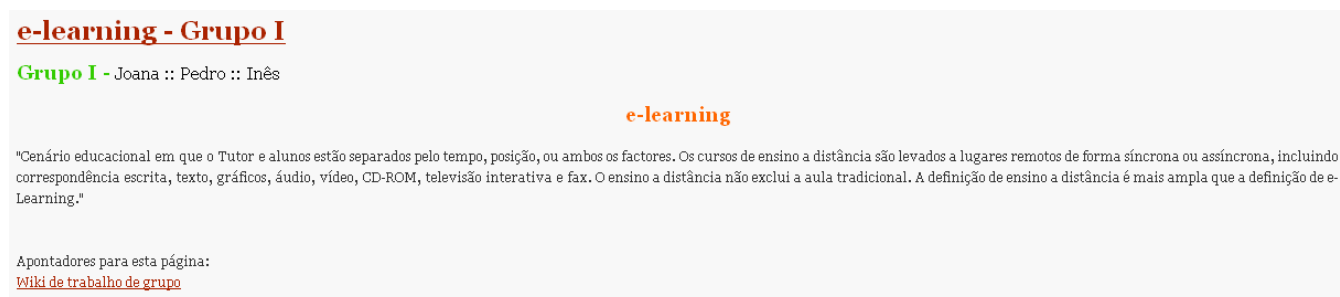 e-learning - Grupo I
Grupo I - Joana :: Pedro :: Inês
e-learning
"Cenário educacional em que o Tutor e alunos estão separados pelo tempo, posição, ou ambos os factores. Os cursos de ensino a distância são levados a lugares remotos de forma síncrona ou assíncrona, incluindo
correspondência escrita, texto, gráficos, áudio, vídeo, CD-ROM, televisão interativa e fax. O ensino a distância não exclui a aula tradicional. A definição de ensino a distância é mais ampla que a definição de e-
Learning."
Apontadores para esta página:
Wiki de trabalho de grupo